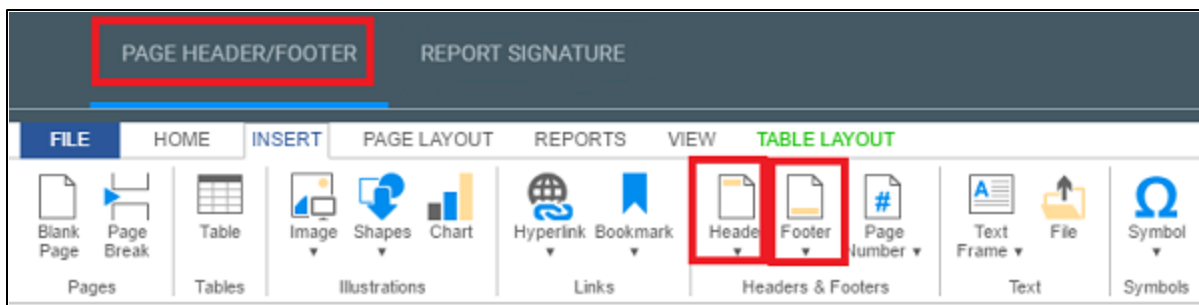 PAGE HEADER/FOOTER REPORT SIGNATURE
FILE HOME INSERT PAGE LAYOUT REPORTS VIEW TABLE LAYOUT
Blank Page Table Image Shapes Chart Hyperlink Bookmark Heade Footer Page Text File Symbol
Page Break umber Frame
Pages Tables Illustrations Links Headers & Footers Text Symbols